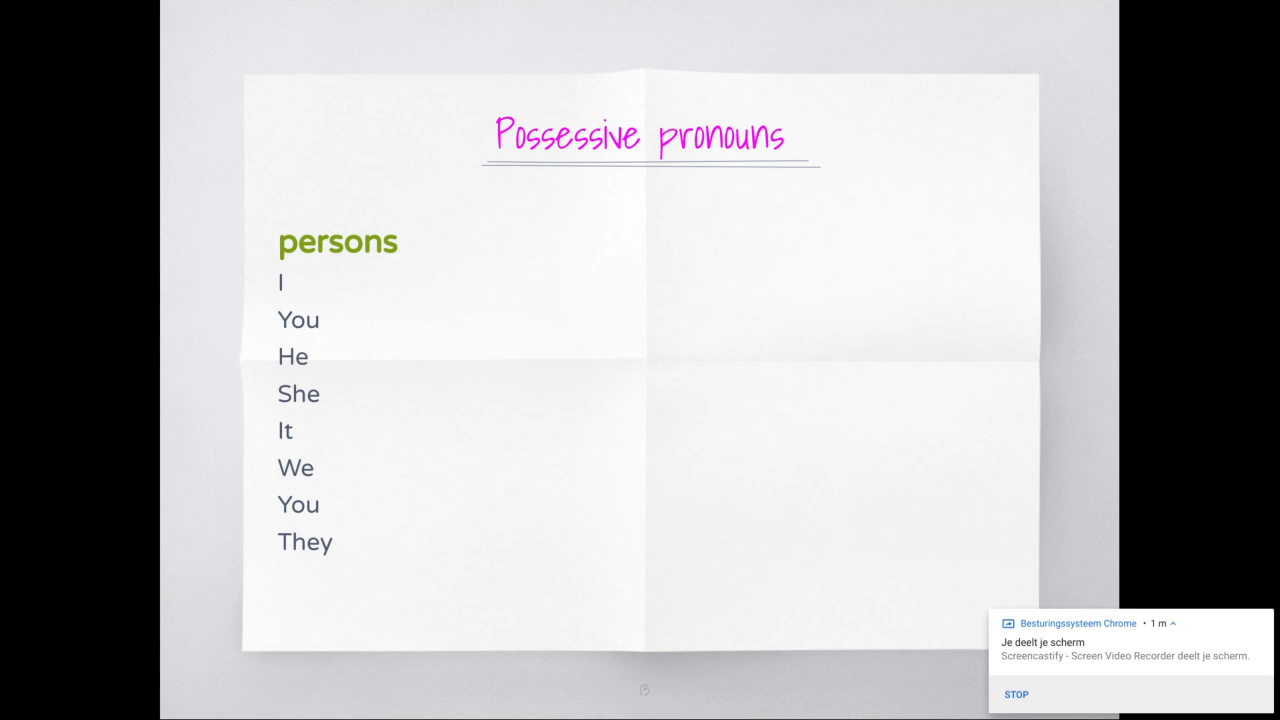 Possessive pronouns
persons
I
You
He
She
It
We
You
They
13
Besturingssysteem Chrome • 1 m
Je deelt je scherm
Screencastify - Screen Video Recorder deelt je scherm.
STOP